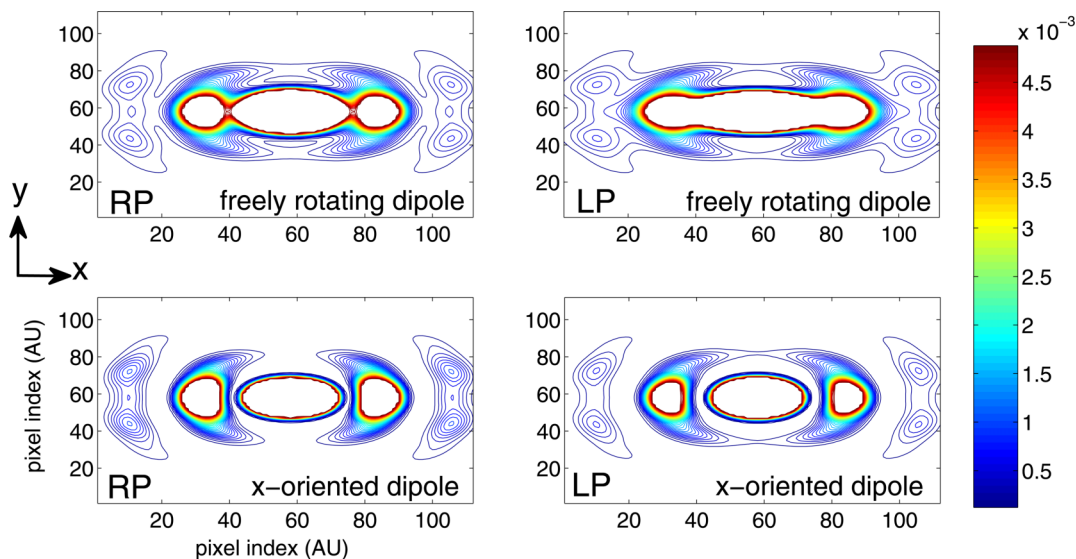 x 10⁻³
100
80
60
40
20
RP
freely rotating dipole
20 40 60 80 100
100
80
60
40
20
LP
freely rotating dipole
20 40 60 80 100
y
x
4.5
4
3.5
3
2.5
2
1.5
1
0.5
pixel index (AU)
100
80
60
40
20
RP
x-oriented dipole
20 40 60 80 100
pixel index (AU)
100
80
60
40
20
LP
x-oriented dipole
20 40 60 80 100